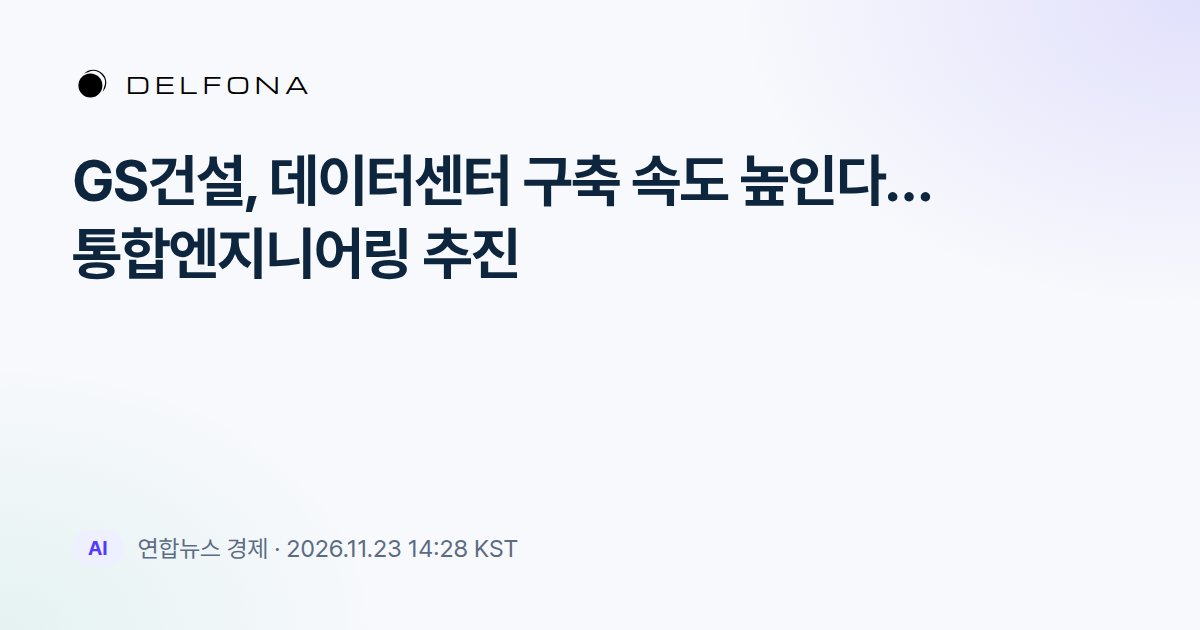 DELFONA
GS건설, 데이터센터 구축 속도 높인다...
통합엔지니어링 추진
AI 연합뉴스 경제 · 2026.11.23 14:28 KST